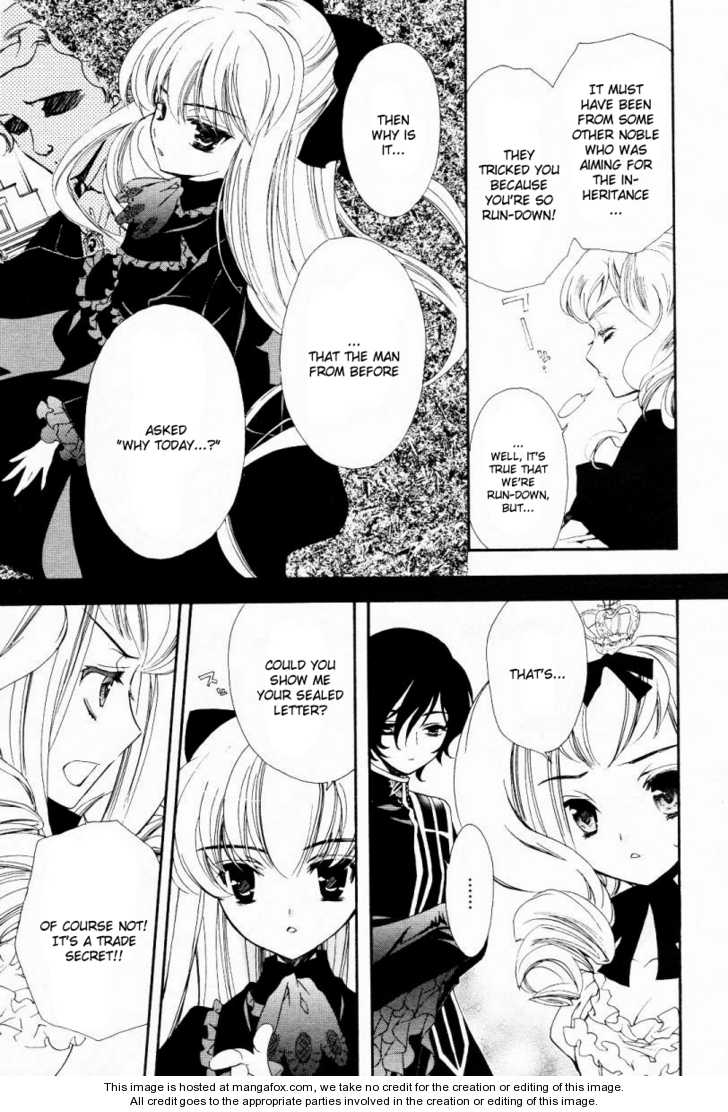 IT MUST
HAVE BEEN
FROM SOME
OTHER NOBLE
WHO WAS
AIMING FOR
THE IN-
HERITANCE
...
THEY
TRICKED YOU
BECAUSE
YOU'RE SO
RUN-DOWN!
...
WELL, IT'S
TRUE THAT
WE'RE
RUN-DOWN,
BUT...
THEN
WHY IS
IT...
...
THAT THE MAN
FROM BEFORE
ASKED
"WHY TODAY...?"
THAT'S...
........
COULD YOU
SHOW ME
YOUR SEALED
LETTER?
OF COURSE NOT!
IT'S A TRADE
SECRET!!
This image is hosted at mangafox.com, we take no credit for the creation or editing of this image.
All credit goes to the appropriate parties involved in the creation or editing of this image.